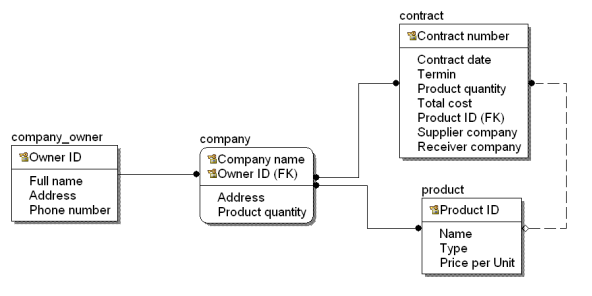 contract
Contract number
Contract date
Termin
Product quantity
Total cost
Product ID (FK)
Supplier company
Receiver company
company_owner
Owner ID
Full name
Address
Phone number
company
Company name
Owner ID (FK)
Address
Product quantity
product
Product ID
Name
Type
Price per Unit